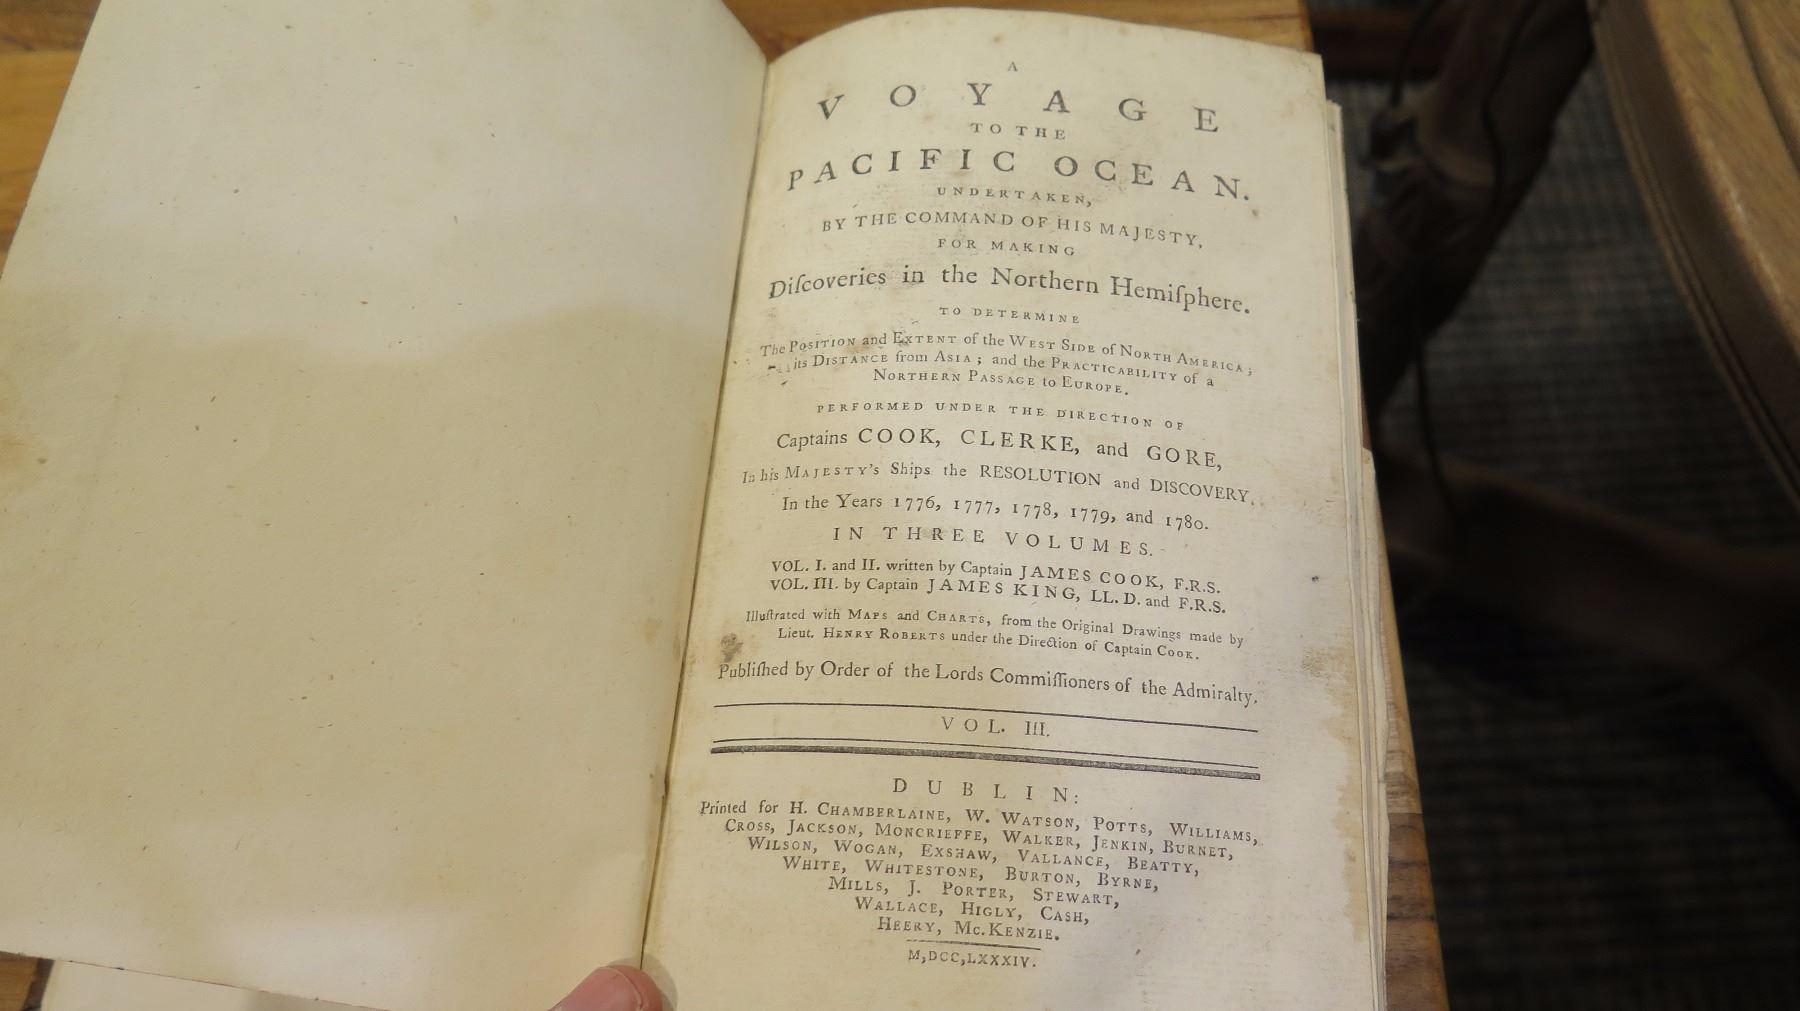 A
VOYAGE
TO THE
PACIFIC OCEAN.
UNDERTAKEN,
BY THE COMMAND OF HIS MAJESTY,
FOR MAKING
Diſcoveries in the Northern Hemiſphere.
TO DETERMINE
The POSITION and EXTENT of the WEST SIDE of NORTH AMERICA;
its DISTANCE from ASIA; and the PRACTICABILITY of a
NORTHERN PASSAGE to EUROPE.
PERFORMED UNDER THE DIRECTION OF
Captains COOK, CLERKE, and GORE,
In his MAJESTY's Ships the RESOLUTION and DISCOVERY.
In the Years 1776, 1777, 1778, 1779, and 1780.
IN THREE VOLUMES.
VOL. I. and II. written by Captain JAMES COOK, F.R.S.
VOL. III. by Captain JAMES KING, LL. D. and F.R.S.
Illuſtrated with MAPS and CHARTS, from the Original Drawings made by
Lieut. HENRY ROBERTS under the Direction of Captain COOK.
Publiſhed by Order of the Lords Commiſſioners of the Admiralty.
VOL. III.
DUBLIN:
Printed for H. CHAMBERLAINE, W. WATSON, POTTS, WILLIAMS,
CROSS, JACKSON, MONCRIEFFE, WALKER, JENKIN, BURNET,
WILSON, WOGAN, EXSHAW, VALLANCE, BEATTY,
WHITE, WHITESTONE, BURTON, BYRNE,
MILLS, J. PORTER, STEWART,
WALLACE, HIGLY, CASH,
HEERY, Mc.KENZIE.
M,DCC,LXXXIV.